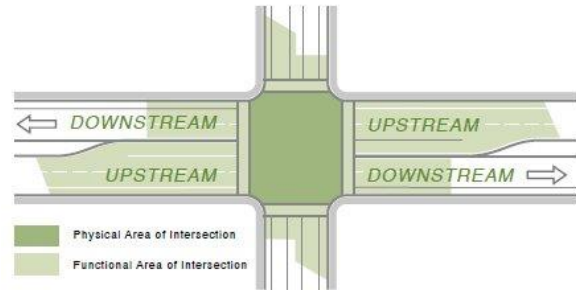 DOWNSTREAM
UPSTREAM
UPSTREAM
DOWNSTREAM
Physical Area of Intersection
Functional Area of Intersection